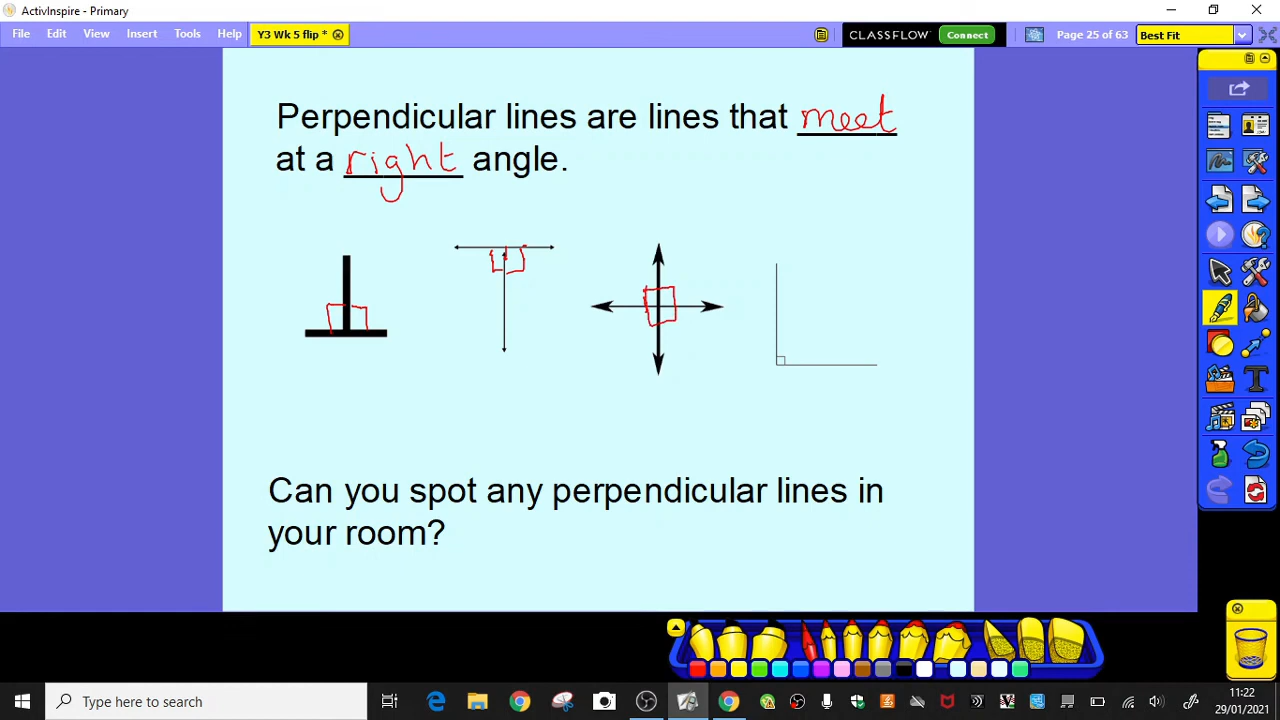 ActivInspire - Primary
File Edit View Insert Tools Help Y3 Wk 5 flip * CLASSFLOW Connect Page 25 of 63 Best Fit
Perpendicular lines are lines that meet
at a right angle.
Can you spot any perpendicular lines in
your room?
Type here to search
11:22
29/01/2021